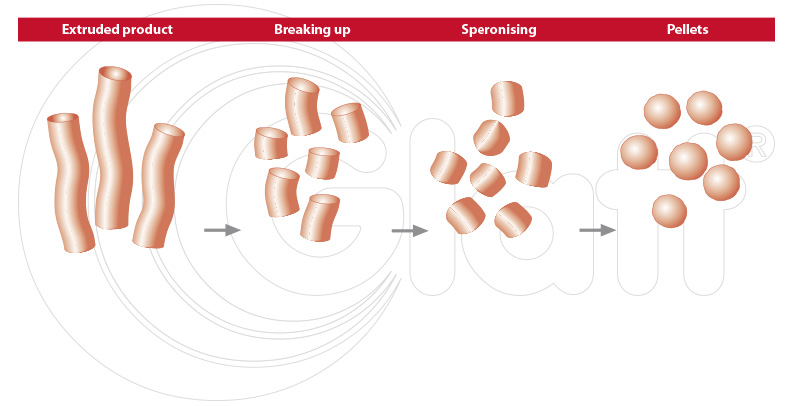 Extruded product
Breaking up
Speronising
Pellets
Glatt
®